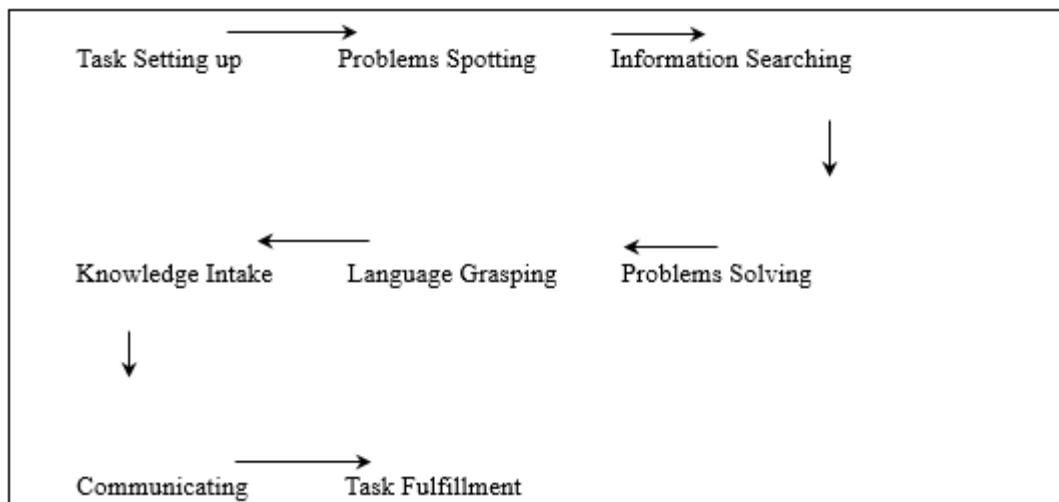 Task Setting up Problems Spotting Information Searching
Knowledge Intake Language Grasping Problems Solving
Communicating Task Fulfillment